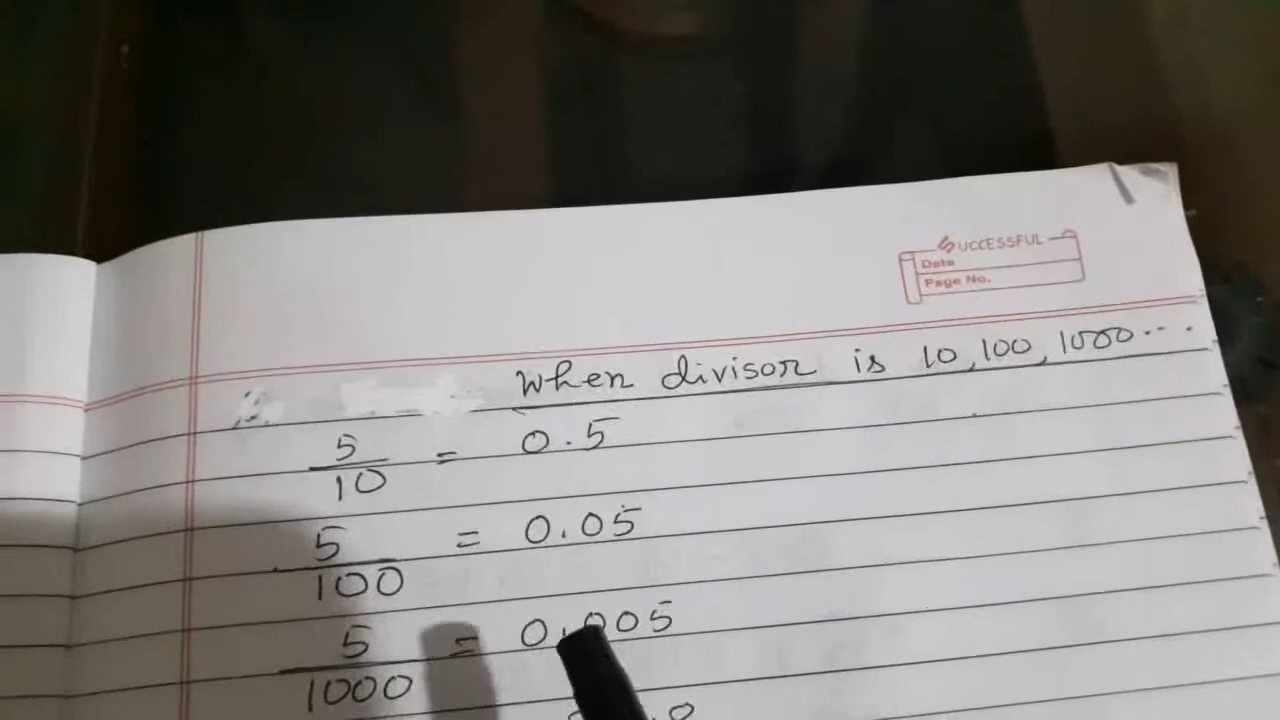 SUCCESSFUL
Date
Page No.
When divisor is 10, 100, 1000...
5/10 = 0.5
5/100 = 0.05
5/1000 = 0.005